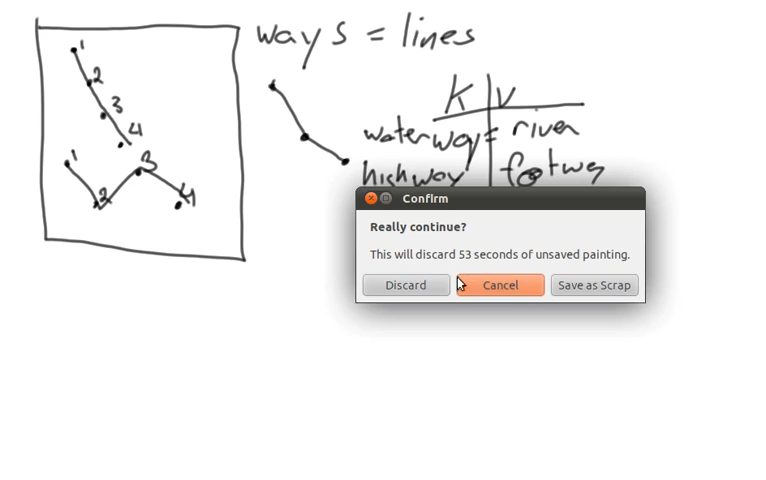 ways = lines
K V
waterway = river
highway footwa
1
2
3
4
1
2
3
4
Confirm
Really continue?
This will discard 53 seconds of unsaved painting.
Discard Cancel Save as Scrap